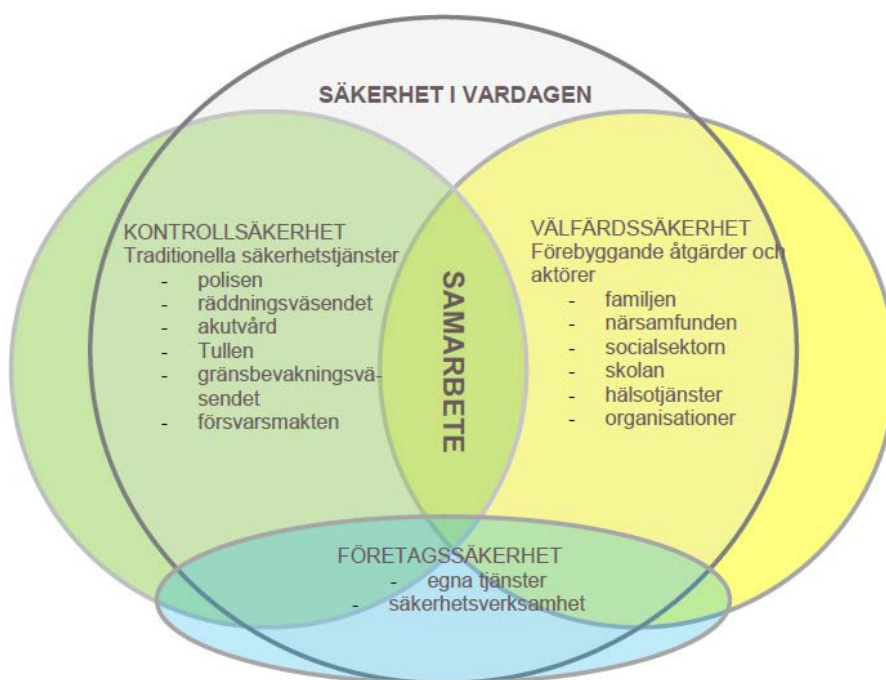 SÄKERHET I VARDAGEN
KONTROLLSÄKERHET
Traditionella säkerhetstjänster
- polisen
- räddningsväsendet
- akutvård
- Tullen
- gränsbevakningsvä-
sendet
- försvarsmakten
SAMARBETE
VÄLFÄRDSSÄKERHET
Förebyggande åtgärder och
aktörer
- familjen
- närsamfunden
- socialsektorn
- skolan
- hälsotjänster
- organisationer
FÖRETAGSSÄKERHET
- egna tjänster
- säkerhetsverksamhet